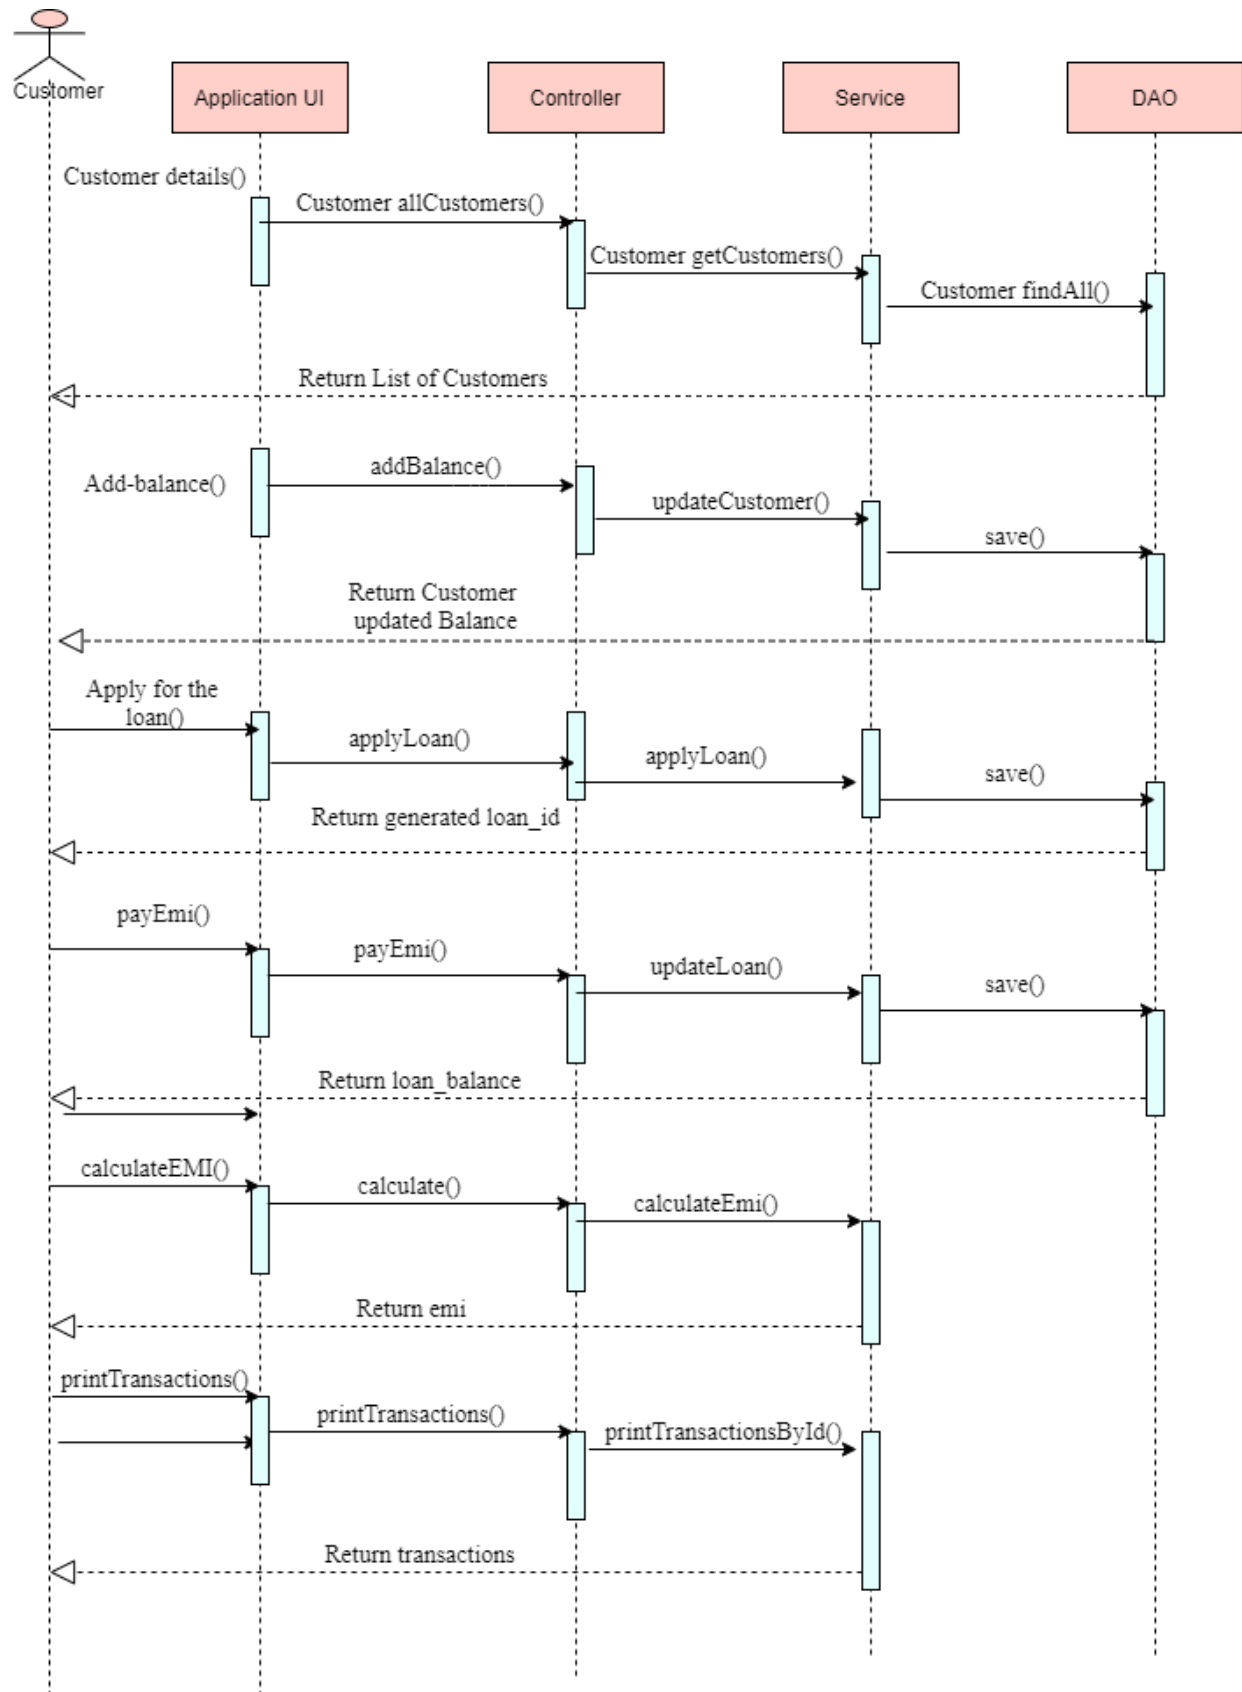 Customer
Application UI
Controller
Service
DAO
Customer details()
Customer allCustomers()
Customer getCustomers()
Customer findAll()
Return List of Customers
Add-balance()
addBalance()
updateCustomer()
save()
Return Customer
updated Balance
Apply for the
loan()
applyLoan()
applyLoan()
save()
Return generated loan_id
payEmi()
payEmi()
updateLoan()
save()
Return loan_balance
calculateEMI()
calculate()
calculateEmi()
Return emi
printTransactions()
printTransactions()
printTransactionsById()
Return transactions